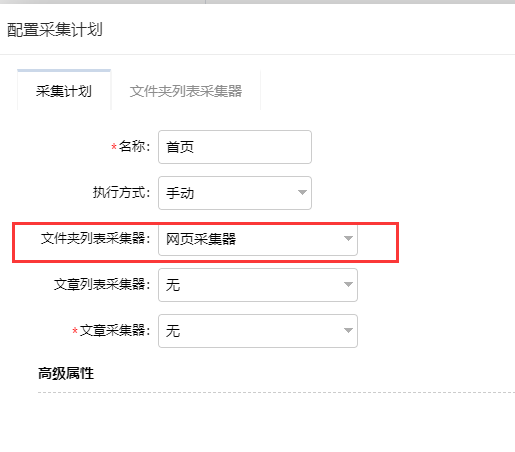 配置采集计划
采集计划 文件夹列表采集器
*名称: 首页
执行方式: 手动
文件夹列表采集器: 网页采集器
文章列表采集器: 无
*文章采集器: 无
高级属性